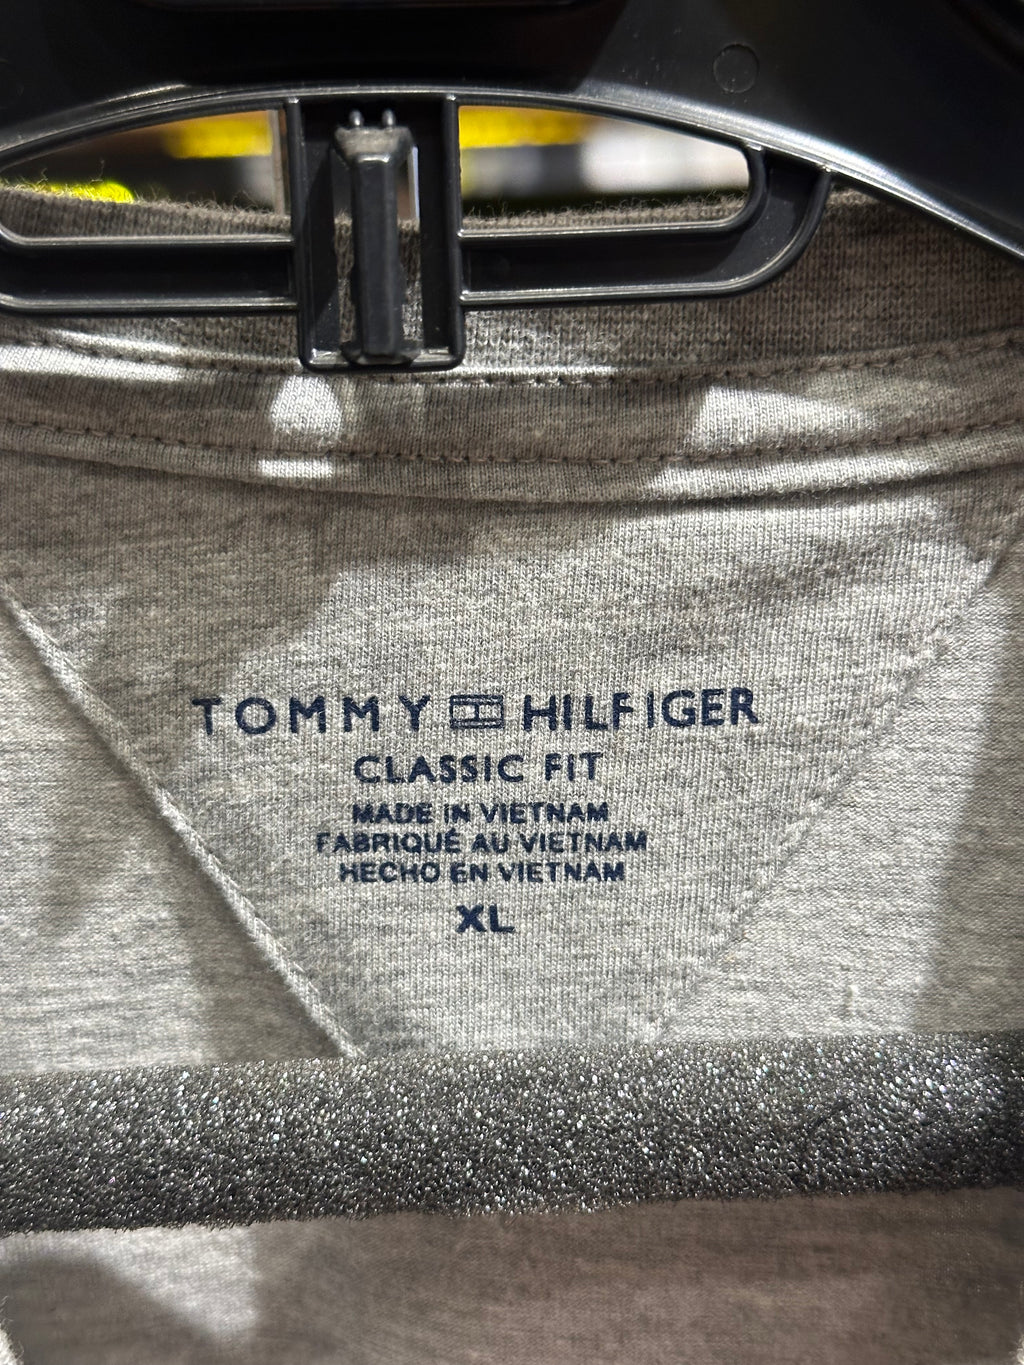 TOMMY HILFIGER
CLASSIC FIT
MADE IN VIETNAM
FABRIQUÉ AU VIETNAM
HECHO EN VIETNAM
XL